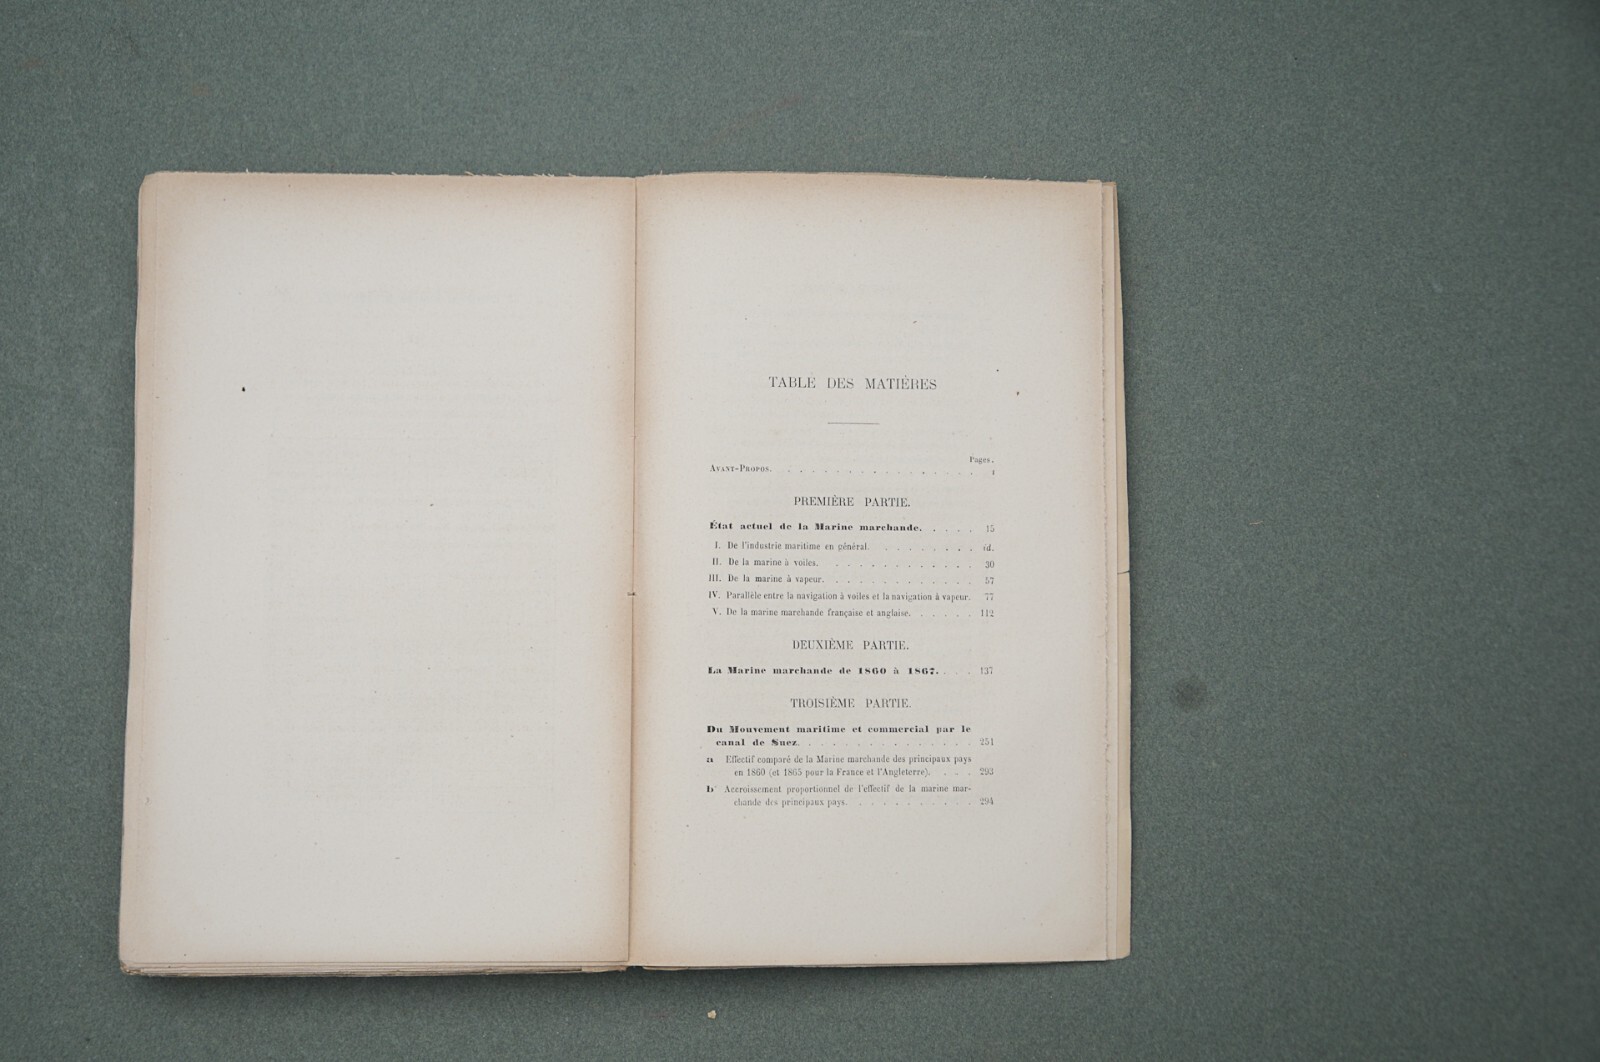 TABLE DES MATIÈRES
Pages.
AVANT-PROPOS. . . . . . . . . . . . . . . . . 1
PREMIÈRE PARTIE.
État actuel de la Marine marchande. . . . . 15
I. De l'industrie maritime en général. . . . . . . . . id.
II. De la marine à voiles. . . . . . . . . . . . . 30
III. De la marine à vapeur. . . . . . . . . . . . . 57
IV. Parallèle entre la navigation à voiles et la navigation à vapeur. 77
V. De la marine marchande française et anglaise. . . . . . 112
DEUXIÈME PARTIE.
La Marine marchande de 1860 à 1867. . . . 137
TROISIÈME PARTIE.
Du Mouvement maritime et commercial par le
canal de Suez. . . . . . . . . . . . . . . 251
a Effectif comparé de la Marine marchande des principaux pays
en 1860 (et 1865 pour la France et l'Angleterre). . . . 293
b Accroissement proportionnel de l'effectif de la marine mar-
chande des principaux pays. . . . . . . . . . . 294